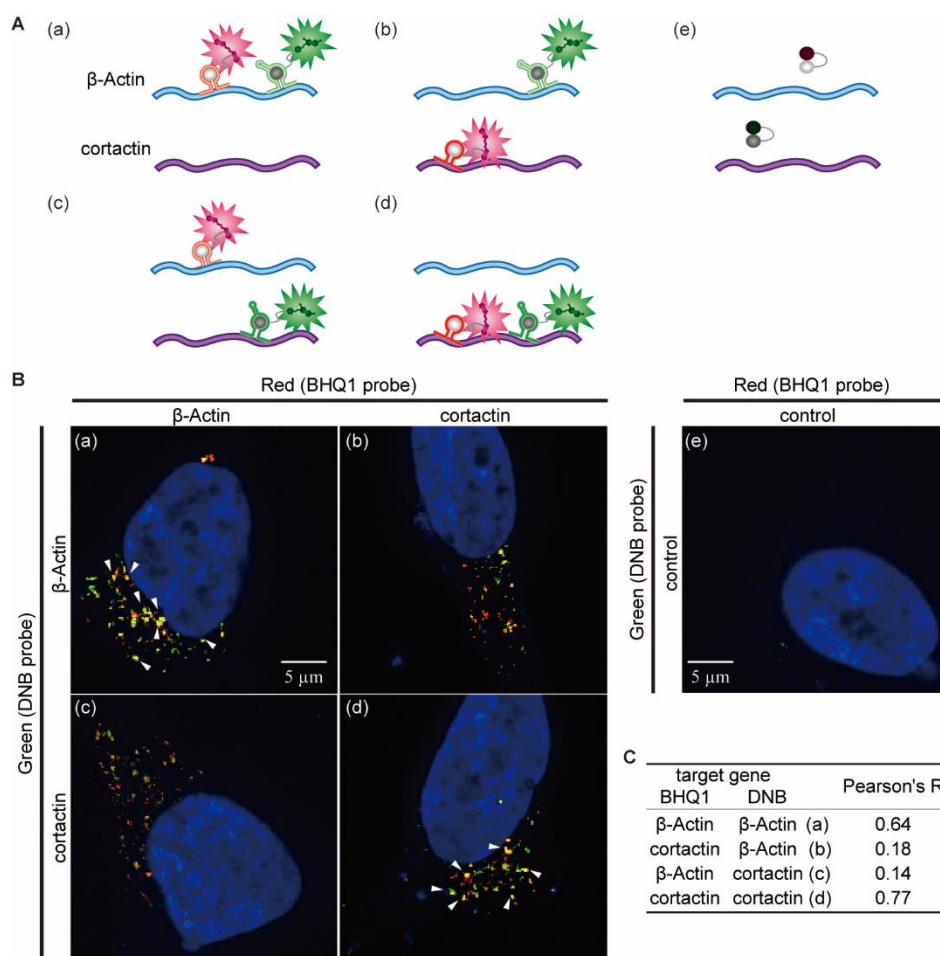 A
(a)
(b)
(e)
β-Actin
cortactin
(c)
(d)
B
Red (BHQ1 probe)
β-Actin
cortactin
Red (BHQ1 probe)
control
Green (DNB probe)
β-Actin
cortactin
(a)
5 μm
(b)
(c)
(d)
Green (DNB probe)
control
(e)
5 μm
C
target gene
BHQ1 DNB Pearson's R
β-Actin β-Actin (a) 0.64
cortactin β-Actin (b) 0.18
β-Actin cortactin (c) 0.14
cortactin cortactin (d) 0.77